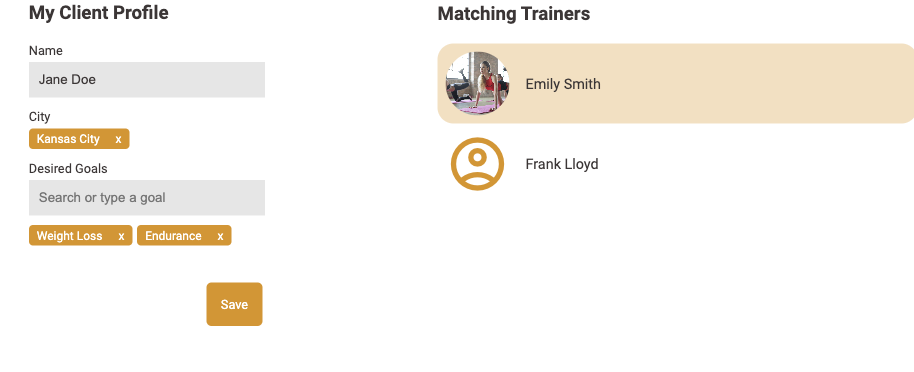 My Client Profile
Name
Jane Doe
City
Kansas City x
Desired Goals
Search or type a goal
Weight Loss x Endurance x
Save
Matching Trainers
Emily Smith
Frank Lloyd